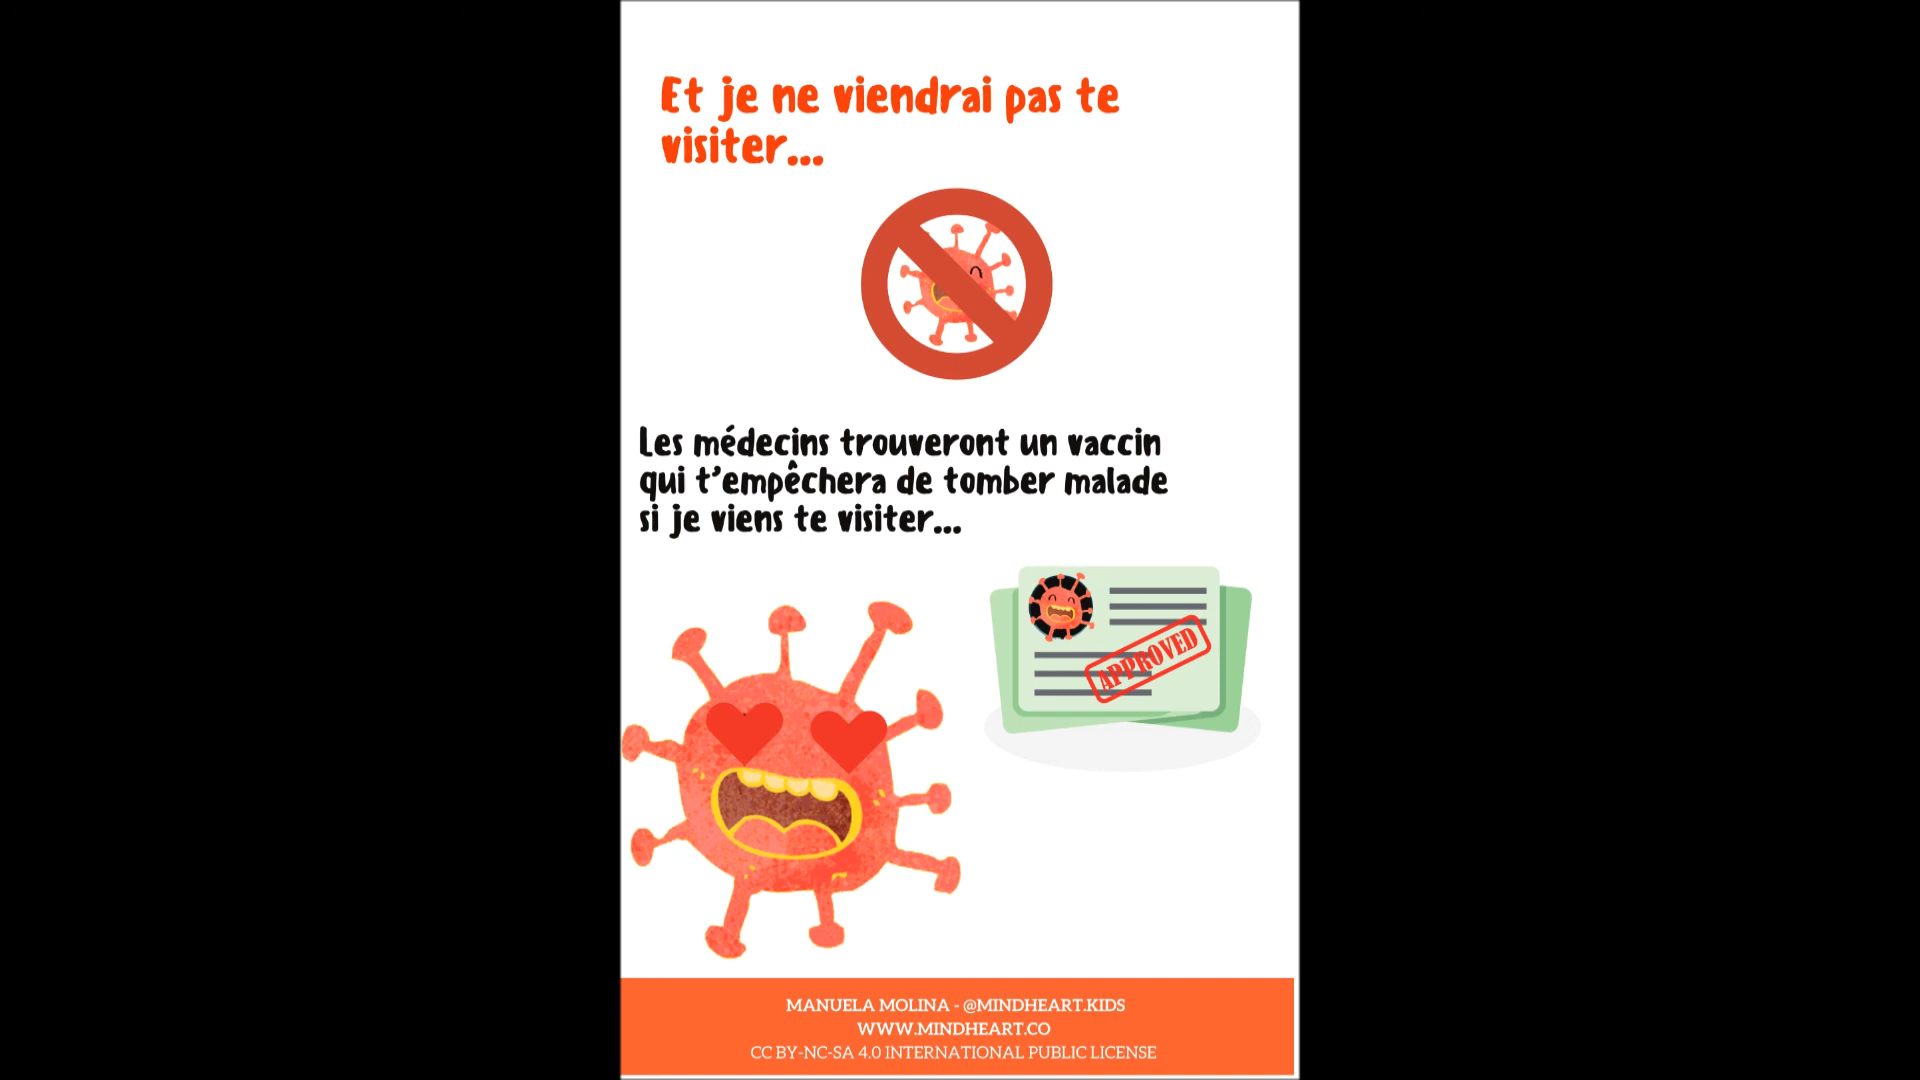 Et je ne viendrai pas te
visiter...
Les médecins trouveront un vaccin
qui t'empêchera de tomber malade
si je viens te visiter...
APPROVED
MANUELA MOLINA - @MINDHEART.KIDS
WWW.MINDHEART.CO
CC BY-NC-SA 4.0 INTERNATIONAL PUBLIC LICENSE